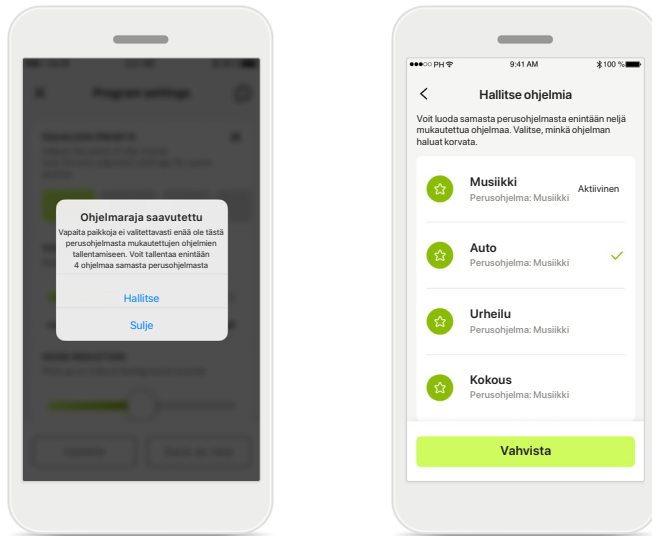 Program settings
Ohjelmaraja saavutettu
Vapaita paikkoja ei valitettavasti enää ole tästä
perusohjelmasta mukautettujen ohjelmien
tallentamiseen. Voit tallentaa enintään
4 ohjelmaa samasta perusohjelmasta
Hallitse
Sulje
PH 9:41 AM 100 %
Hallitse ohjelmia
Voit luoda samasta perusohjelmasta enintään neljä
mukautettua ohjelmaa. Valitse, minkä ohjelman
haluat korvata.
Musiikki
Aktiivinen
Perusohjelma: Musiikki
Auto
Perusohjelma: Musiikki
Urheilu
Perusohjelma: Musiikki
Kokous
Perusohjelma: Musiikki
Vahvista